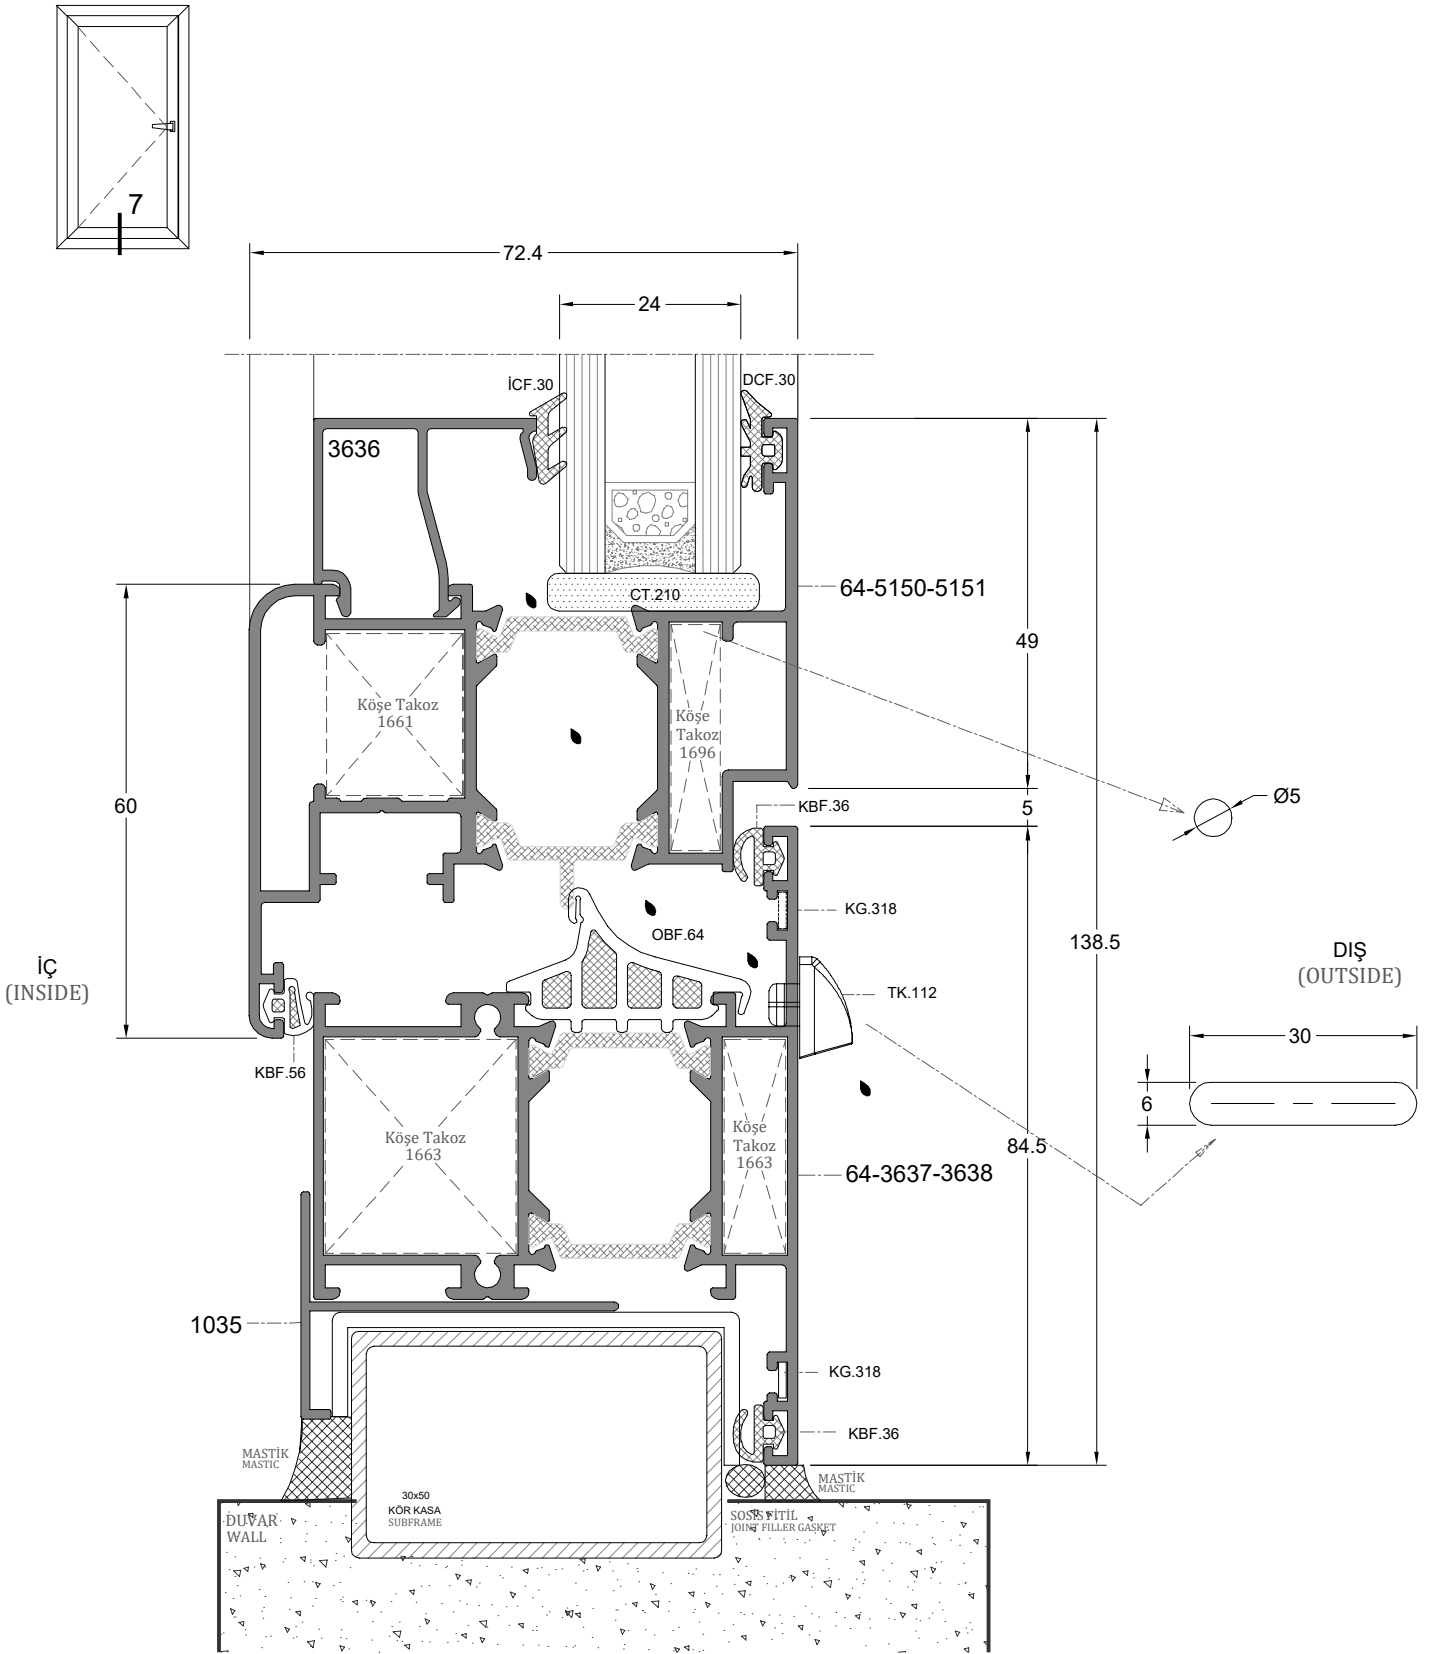 7
72.4
24
İCF.30
DCF.30
3636
64-5150-5151
CT.210
49
Köşe Takoz
1661
Köşe
Takoz
1696
60
KBF.36
5
Ø5
KG.318
OBF.64
138.5
İÇ
(INSIDE)
DIŞ
(OUTSIDE)
TK.112
KBF.56
30
6
Köşe Takoz
1663
Köşe
Takoz
1663
84.5
64-3637-3638
1035
KG.318
KBF.36
MASTİK
MASTIC
MASTİK
MASTIC
30x50
KÖR KASA
SUBFRAME
DUVAR
WALL
SOSİS FİTİL
JOINT FILLER GASKET